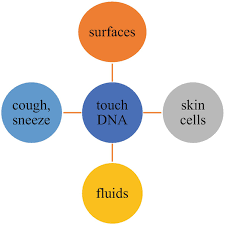 surfaces
cough,
sneeze
touch
DNA
skin
cells
fluids